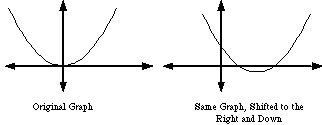 Original Graph
Same Graph, Shifted to the
Right and Down